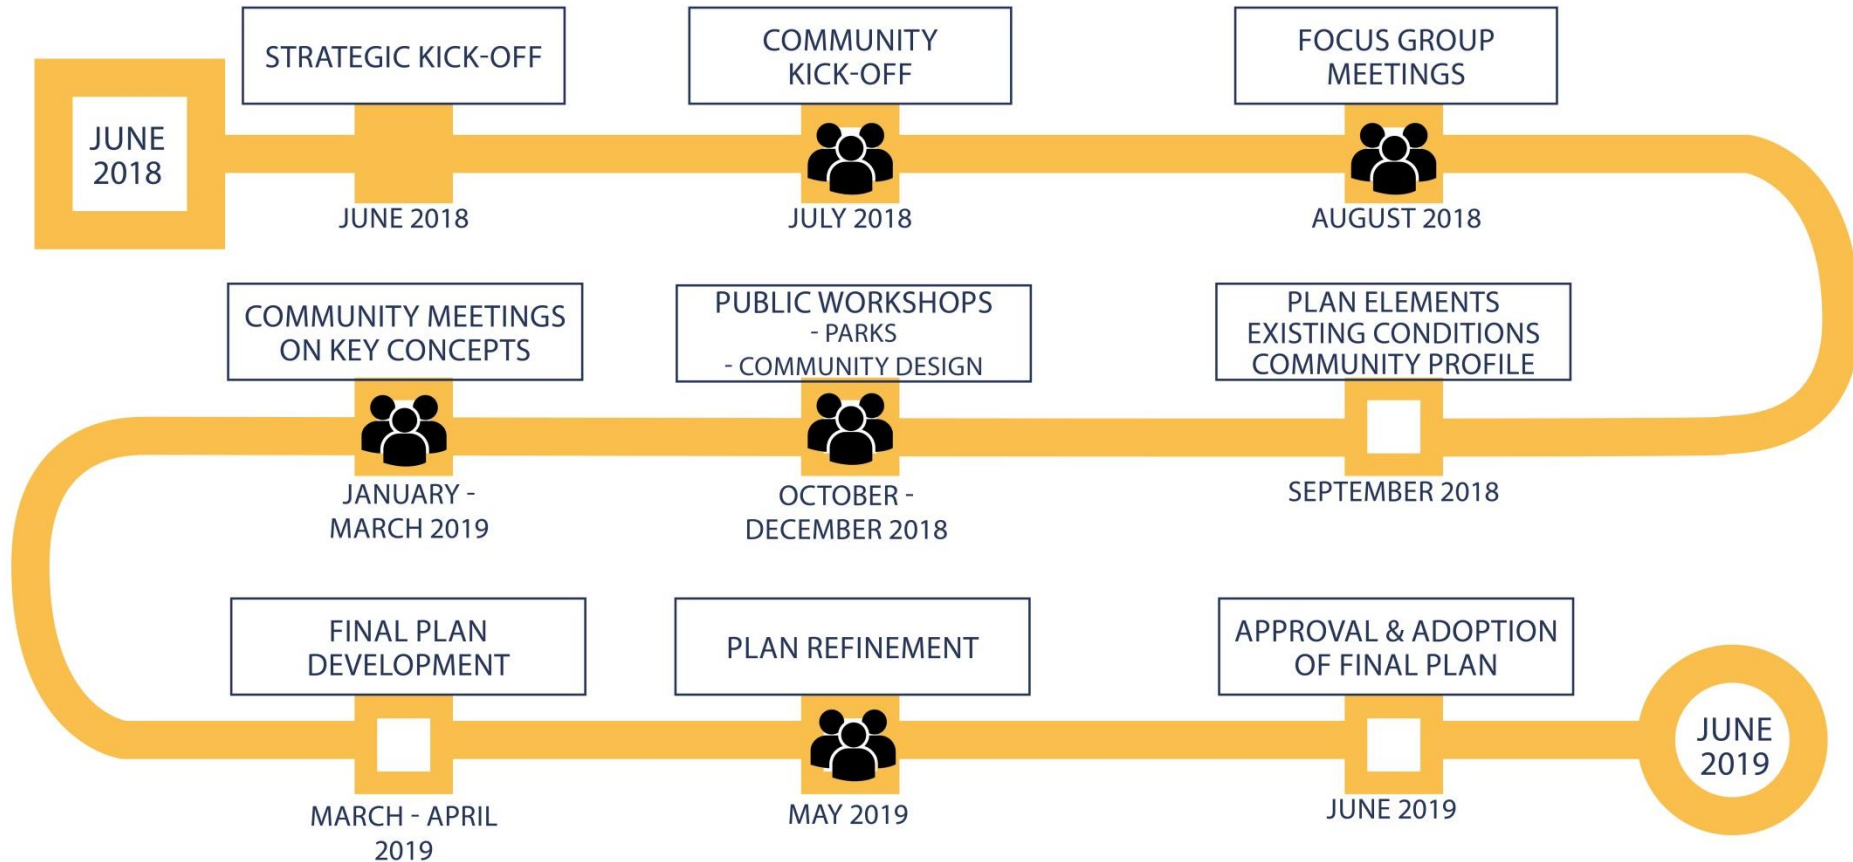 JUNE
2018
STRATEGIC KICK-OFF
JUNE 2018
COMMUNITY
KICK-OFF
JULY 2018
FOCUS GROUP
MEETINGS
AUGUST 2018
PLAN ELEMENTS
EXISTING CONDITIONS
COMMUNITY PROFILE
SEPTEMBER 2018
PUBLIC WORKSHOPS
- PARKS
- COMMUNITY DESIGN
OCTOBER -
DECEMBER 2018
COMMUNITY MEETINGS
ON KEY CONCEPTS
JANUARY -
MARCH 2019
FINAL PLAN
DEVELOPMENT
MARCH - APRIL
2019
PLAN REFINEMENT
MAY 2019
APPROVAL & ADOPTION
OF FINAL PLAN
JUNE 2019
JUNE
2019